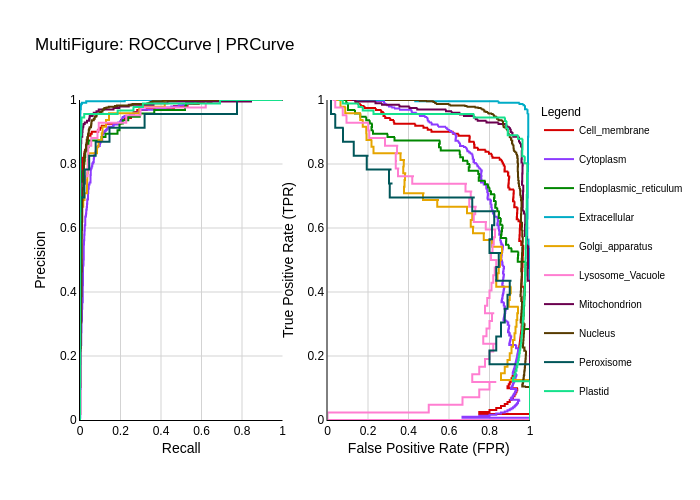 MultiFigure: ROCCurve | PRCurve
Precision
1
0.8
0.6
0.4
0.2
0
0 0.2 0.4 0.6 0.8 1
Recall
True Positive Rate (TPR)
1
0.8
0.6
0.4
0.2
0
0 0.2 0.4 0.6 0.8 1
False Positive Rate (FPR)
Legend
Cell_membrane
Cytoplasm
Endoplasmic_reticulum
Extracellular
Golgi_apparatus
Lysosome_Vacuole
Mitochondrion
Nucleus
Peroxisome
Plastid